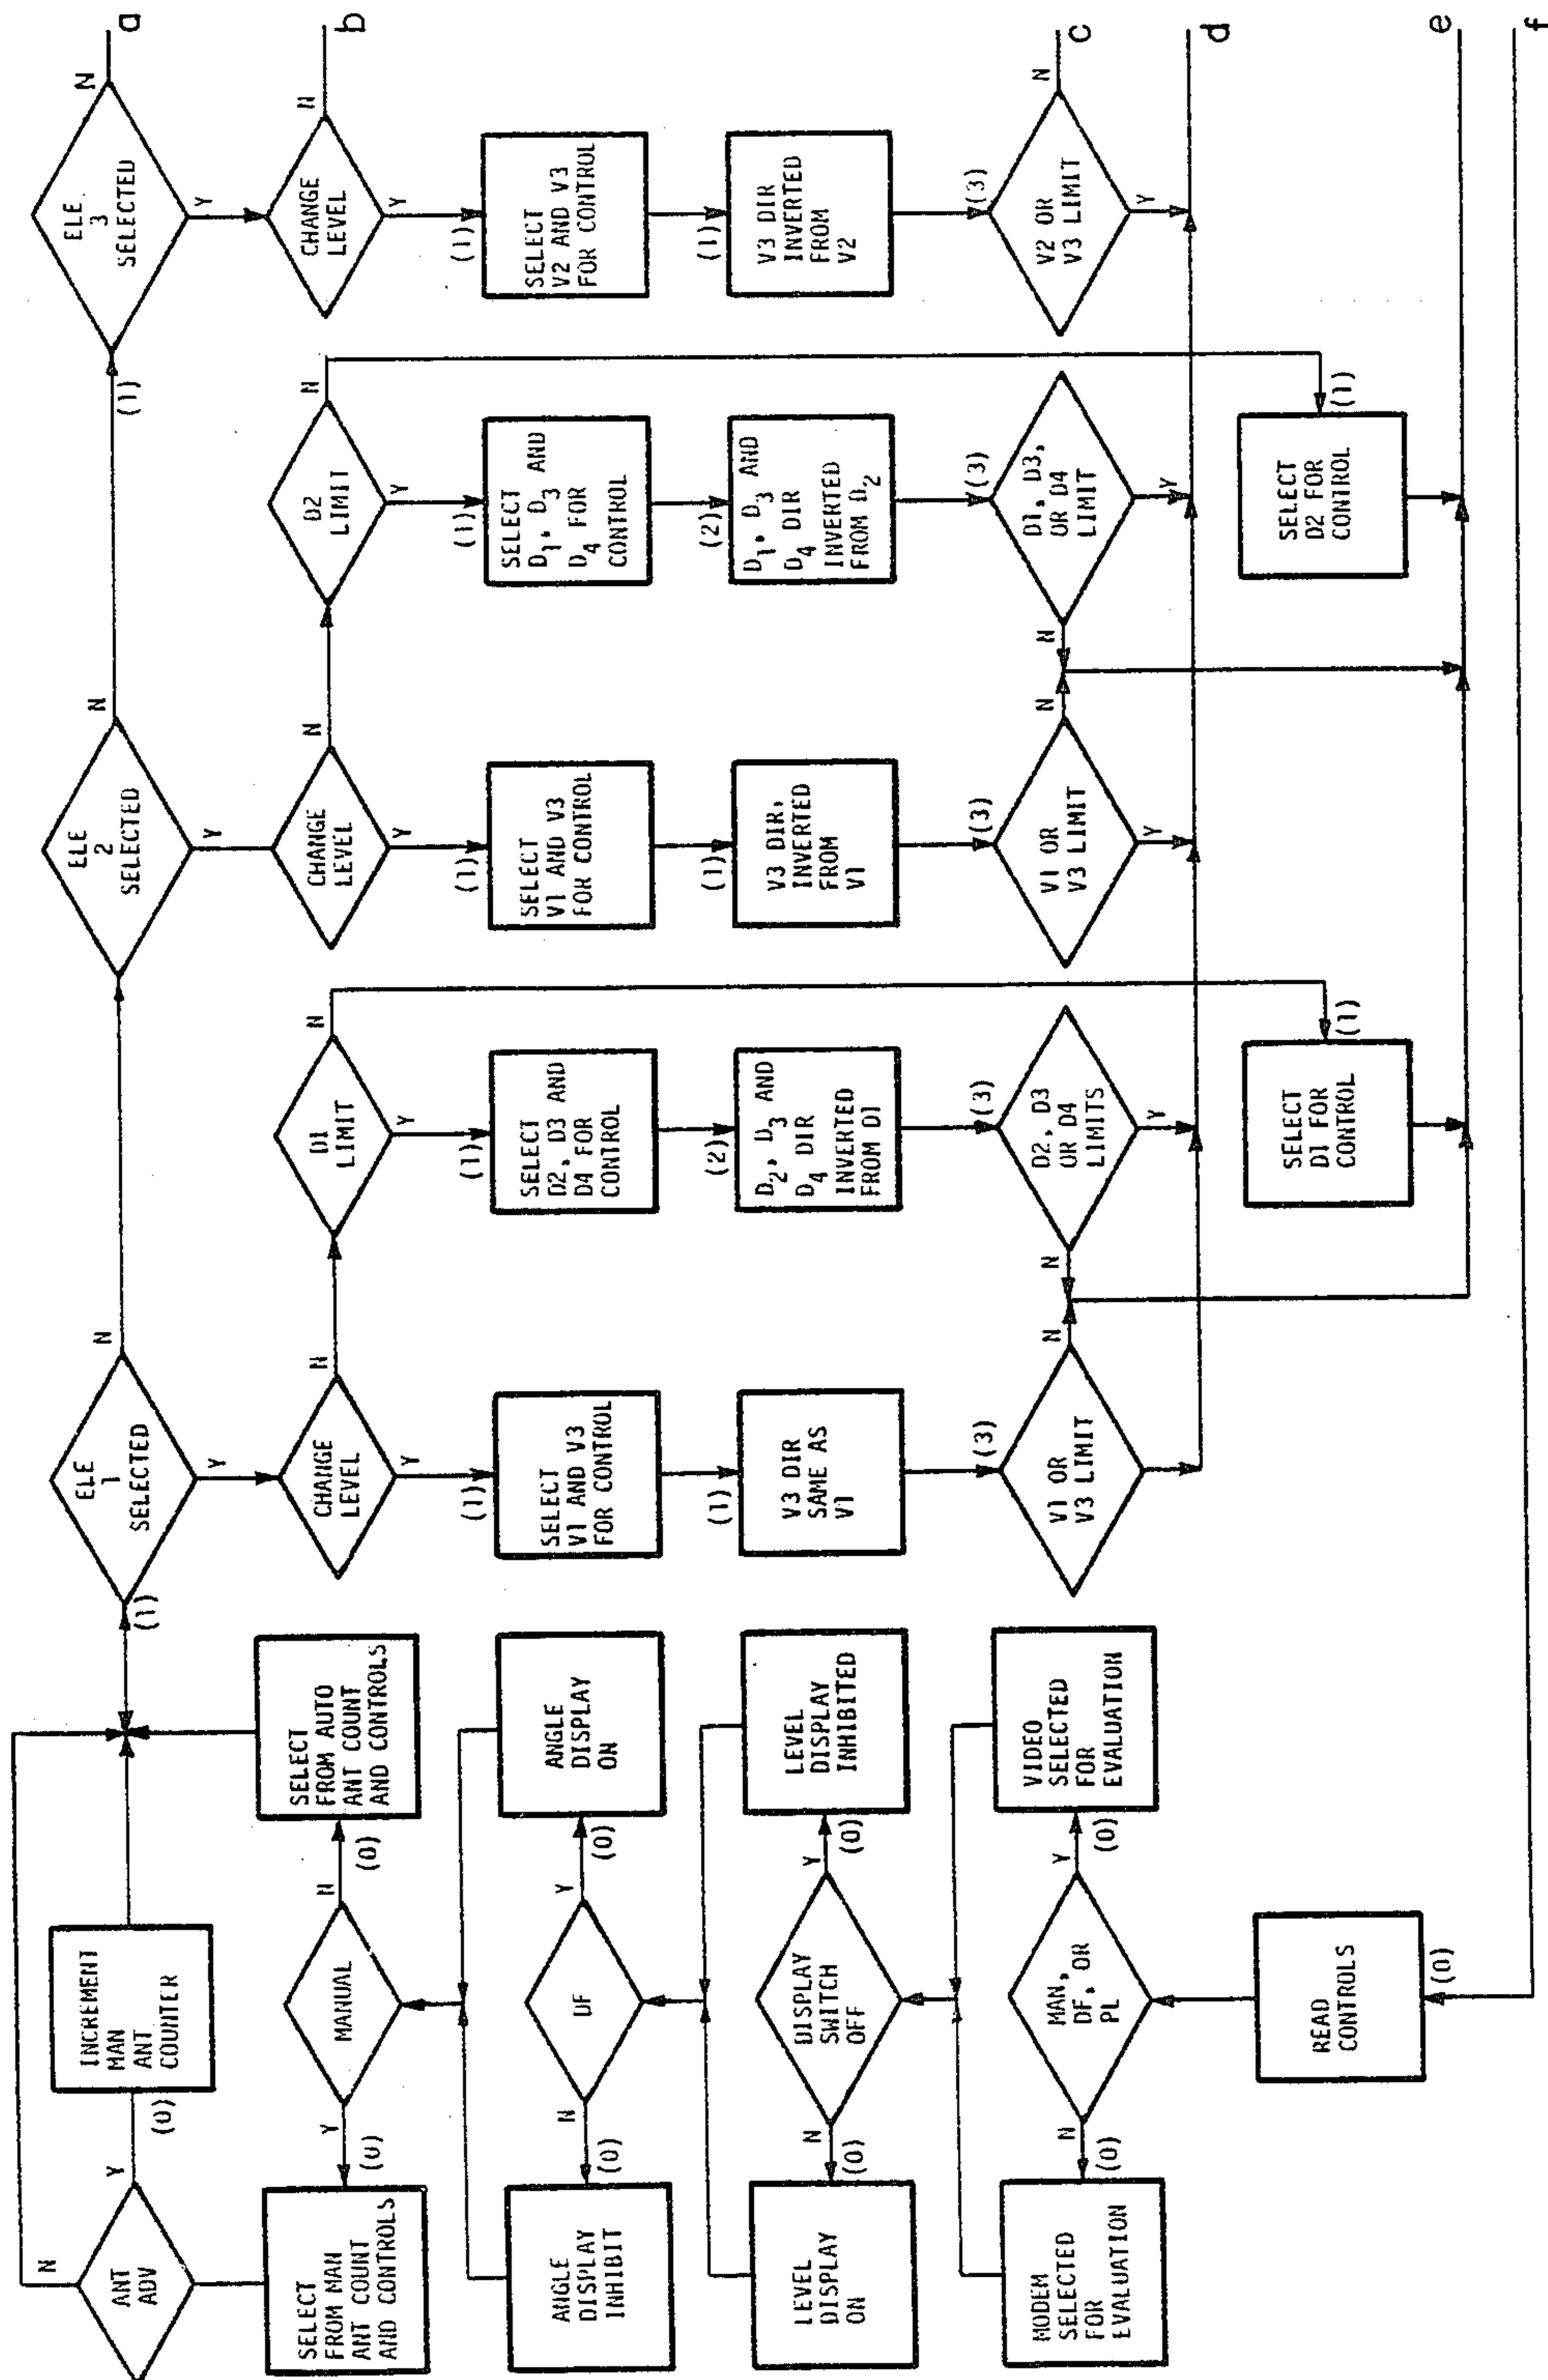 ANT
ADV
N
Y
(0)
INCREMENT
MAN
ANT
COUNTER
(1)
ELE
1
SELECTED
N
Y
ELE
2
SELECTED
N
Y
(1)
ELE
3
SELECTED
N
a
Y
SELECT
FROM MAN
ANT COUNT
AND CONTROLS
Y
(0)
MANUAL
N
(0)
SELECT
FROM AUTO
ANT COUNT
AND CONTROLS
CHANGE
LEVEL
N
Y
D1
LIMIT
N
Y
CHANGE
LEVEL
N
Y
D2
LIMIT
N
Y
CHANGE
LEVEL
N
b
Y
ANGLE
DISPLAY
INHIBIT
N
(0)
DF
Y
(0)
ANGLE
DISPLAY
ON
(1)
SELECT
V1 AND V3
FOR CONTROL
(1)
SELECT
D2, D3 AND
D4 FOR
CONTROL
(1)
SELECT
V1 AND V3
FOR CONTROL
(1)
SELECT
D1, D3 AND
D4 FOR
CONTROL
(1)
SELECT
V2 AND V3
FOR CONTROL
LEVEL
DISPLAY
ON
N
(0)
DISPLAY
SWITCH
OFF
Y
(0)
LEVEL
DISPLAY
INHIBITED
(1)
V3 DIR
SAME AS
V1
(2)
D2, D3 AND
D4 DIR
INVERTED
FROM D1
(1)
V3 DIR,
INVERTED
FROM
V1
(2)
D1, D3 AND
D4 DIR
INVERTED
FROM D2
(1)
V3 DIR
INVERTED
FROM
V2
MODEM
SELECTED
FOR
EVALUATION
N
(0)
MAN,
DF, OR
PL
Y
(0)
VIDEO
SELECTED
FOR
EVALUATION
(3)
V1 OR
V3 LIMIT
N
(3)
D2, D3
OR D4
LIMITS
N
Y
(3)
V1 OR
V3 LIMIT
N
Y
(3)
D1, D3,
OR D4
LIMIT
N
Y
(3)
V2 OR
V3 LIMIT
N
c
Y
d
READ
CONTROLS
(0)
SELECT
D1 FOR
CONTROL
(1)
SELECT
D2 FOR
CONTROL
(1)
e
f